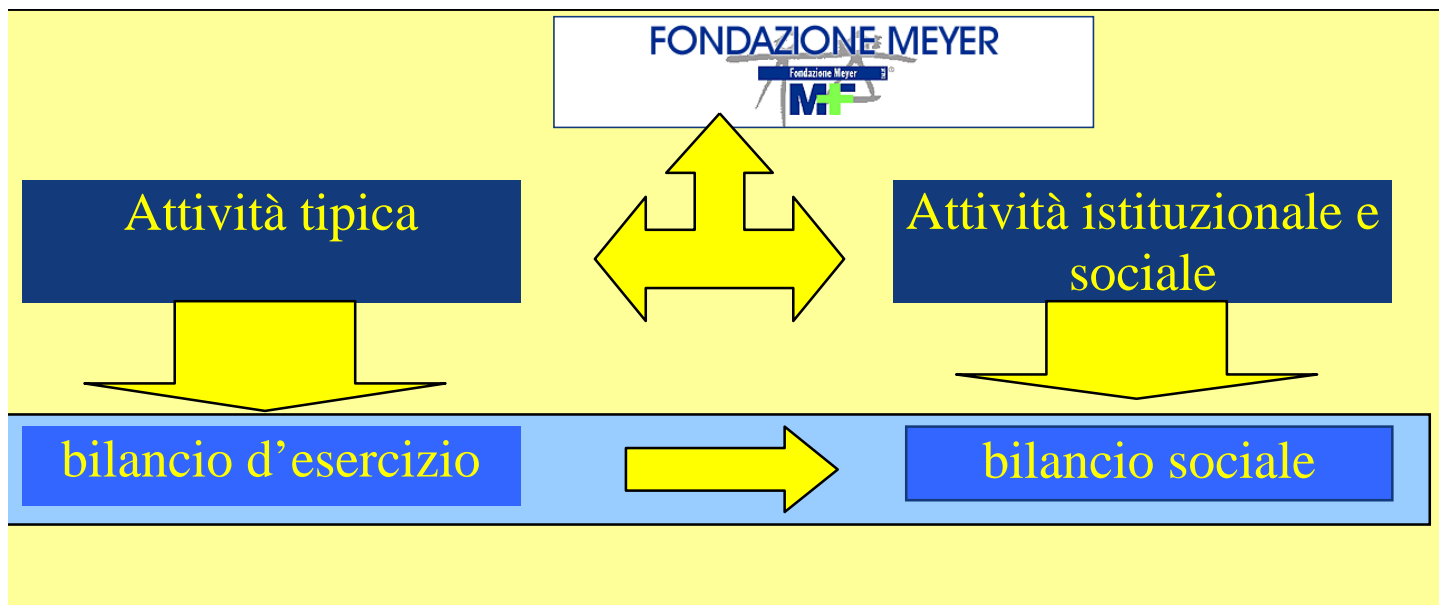 FONDAZIONE MEYER
Fondazione Meyer
M+F
Attività tipica
Attività istituzionale e
sociale
bilancio d’esercizio
bilancio sociale